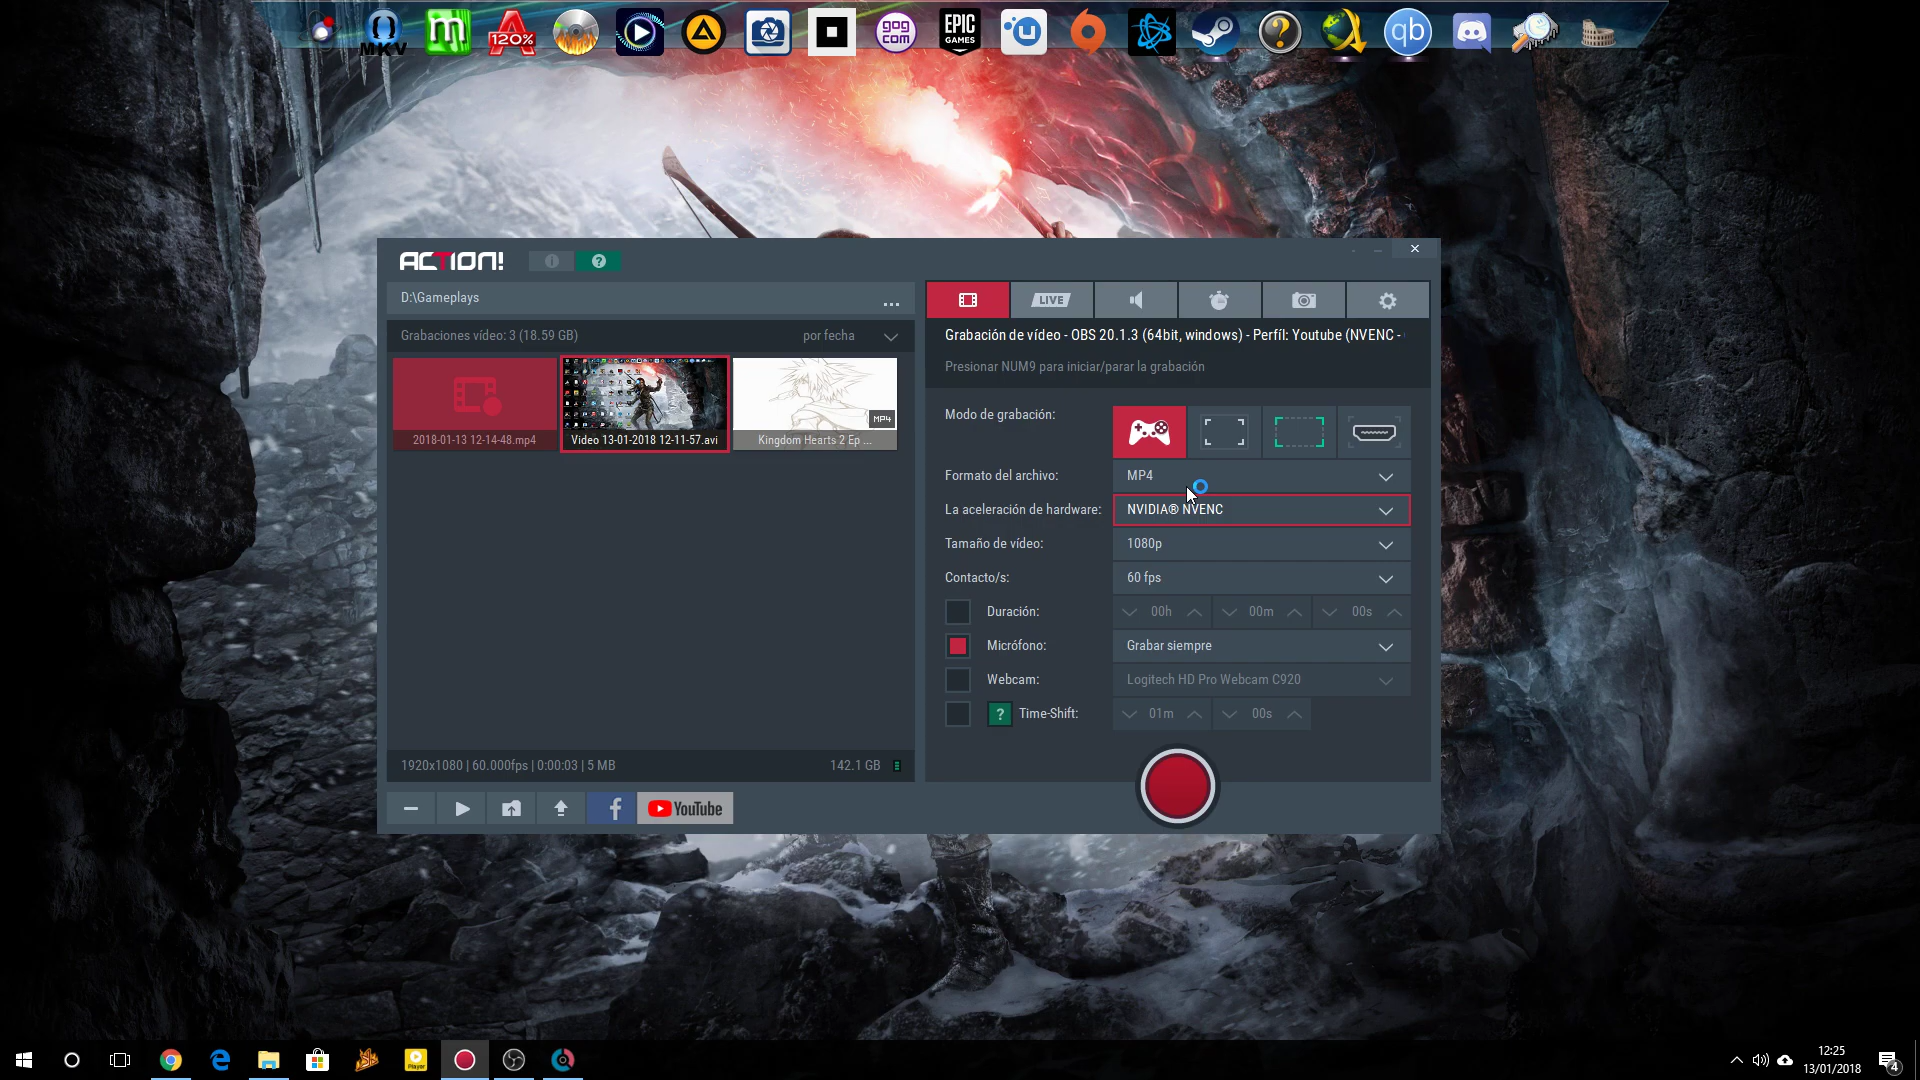 MKV
120%
gog
com
EPIC
GAMES
qb
ACTION!
D:\Gameplays
...
Grabaciones vídeo: 3 (18.59 GB)
por fecha
2018-01-13 12-14-48.mp4
Video 13-01-2018 12-11-57.avi
MP4
Kingdom Hearts 2 Ep ...
1920x1080 | 60.000fps | 0:00:03 | 5 MB
142.1 GB
YouTube
LIVE
Grabación de vídeo - OBS 20.1.3 (64bit, windows) - Perfíl: Youtube (NVENC -
Presionar NUM9 para iniciar/parar la grabación
Modo de grabación:
Formato del archivo:
MP4
La aceleración de hardware:
NVIDIA® NVENC
Tamaño de vídeo:
1080p
Contacto/s:
60 fps
Duración:
00h
00m
00s
Micrófono:
Grabar siempre
Webcam:
Logitech HD Pro Webcam C920
? Time-Shift:
01m
00s
Player
12:25
13/01/2018
4